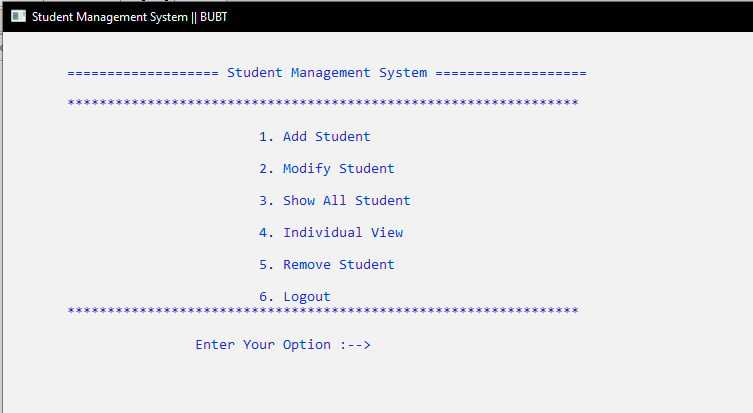 Student Management System || BUBT
=================== Student Management System ===================
****************************************************************
1. Add Student
2. Modify Student
3. Show All Student
4. Individual View
5. Remove Student
6. Logout
****************************************************************
Enter Your Option :-->